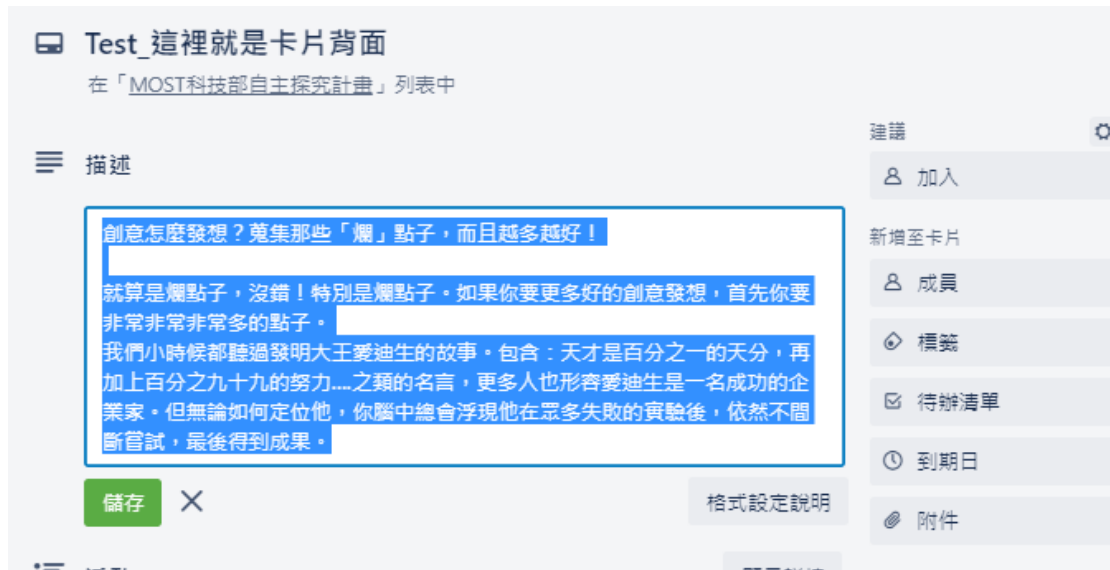 Test_這裡就是卡片背面
在「MOST科技部自主探究計畫」列表中
描述
創意怎麼發想？蒐集那些「爛」點子，而且越多越好！
就算是爛點子，沒錯！特別是爛點子。如果你要更多好的創意發想，首先你要
非常非常非常多的點子。
我們小時候都聽過發明大王愛迪生的故事。包含：天才是百分之一的天分，再
加上百分之九十九的努力....之類的名言，更多人也形容愛迪生是一名成功的企
業家。但無論如何定位他，你腦中總會浮現他在眾多失敗的實驗後，依然不間
斷嘗試，最後得到成果。
儲存
格式設定說明
建議
加入
新增至卡片
成員
標籤
待辦清單
到期日
附件